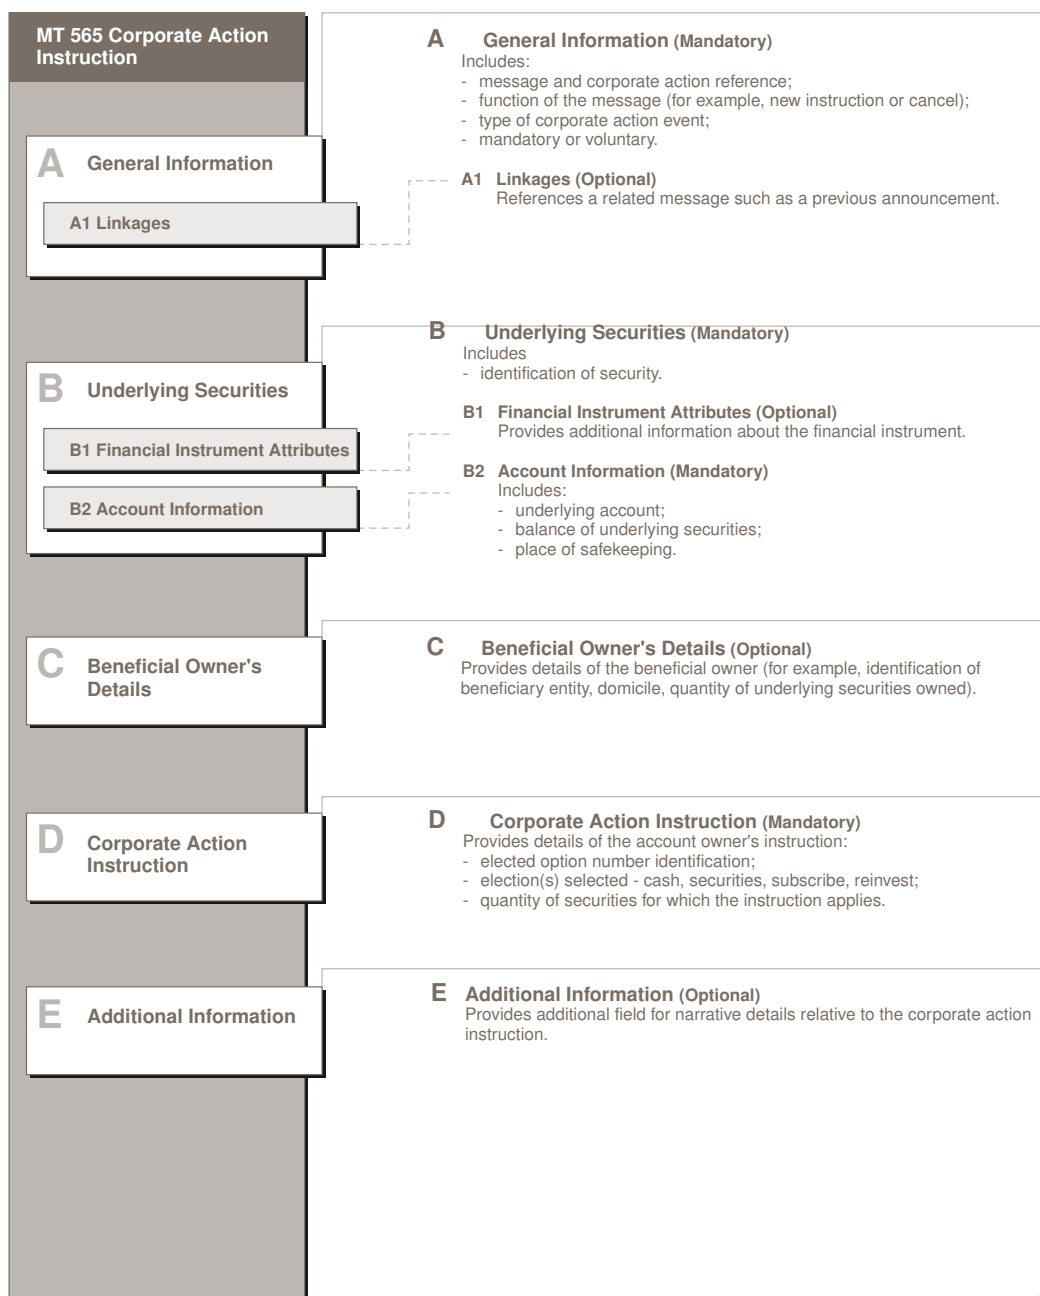 MT 565 Corporate Action
Instruction
A
General Information
A1 Linkages
B
Underlying Securities
B1 Financial Instrument Attributes
B2 Account Information
C
Beneficial Owner's
Details
D
Corporate Action
Instruction
E
Additional Information
A General Information (Mandatory)
Includes:
- message and corporate action reference;
- function of the message (for example, new instruction or cancel);
- type of corporate action event;
- mandatory or voluntary.
A1 Linkages (Optional)
References a related message such as a previous announcement.
B Underlying Securities (Mandatory)
Includes
- identification of security.
B1 Financial Instrument Attributes (Optional)
Provides additional information about the financial instrument.
B2 Account Information (Mandatory)
Includes:
- underlying account;
- balance of underlying securities;
- place of safekeeping.
C Beneficial Owner's Details (Optional)
Provides details of the beneficial owner (for example, identification of
beneficiary entity, domicile, quantity of underlying securities owned).
D Corporate Action Instruction (Mandatory)
Provides details of the account owner's instruction:
- elected option number identification;
- election(s) selected - cash, securities, subscribe, reinvest;
- quantity of securities for which the instruction applies.
E Additional Information (Optional)
Provides additional field for narrative details relative to the corporate action
instruction.